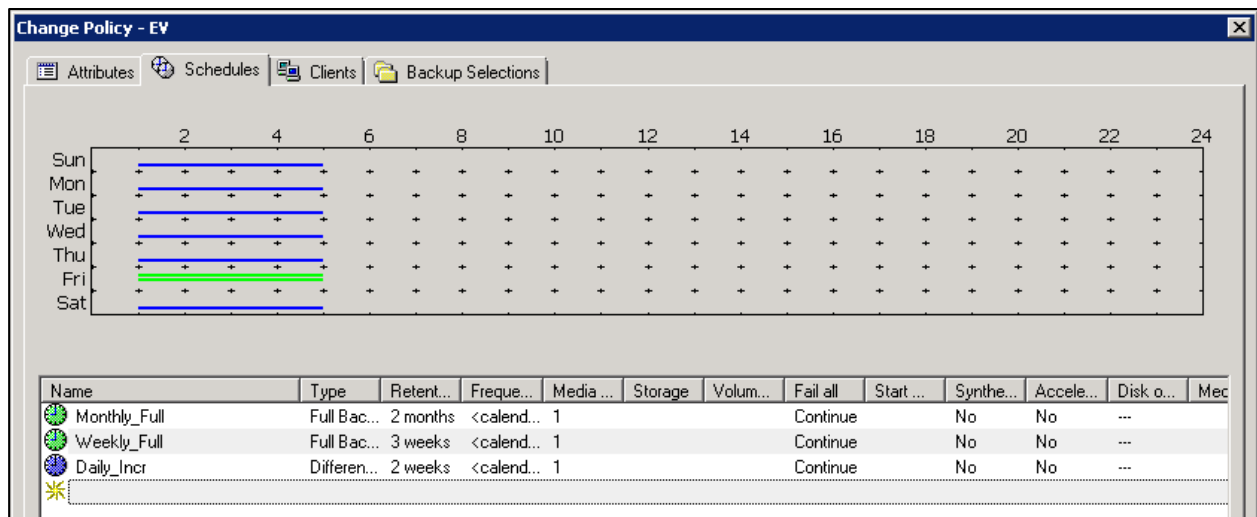 Change Policy - EV
Attributes Schedules Clients Backup Selections
2 4 6 8 10 12 14 16 18 20 22 24
Sun
Mon
Tue
Wed
Thu
Fri
Sat
Name Type Retent... Freque... Media ... Storage Volum... Fail all Start ... Synthe... Accele... Disk o... Med
Monthly_Full Full Bac... 2 months <calend... 1 Continue No No ---
Weekly_Full Full Bac... 3 weeks <calend... 1 Continue No No ---
Daily_Incr Differen... 2 weeks <calend... 1 Continue No No ---